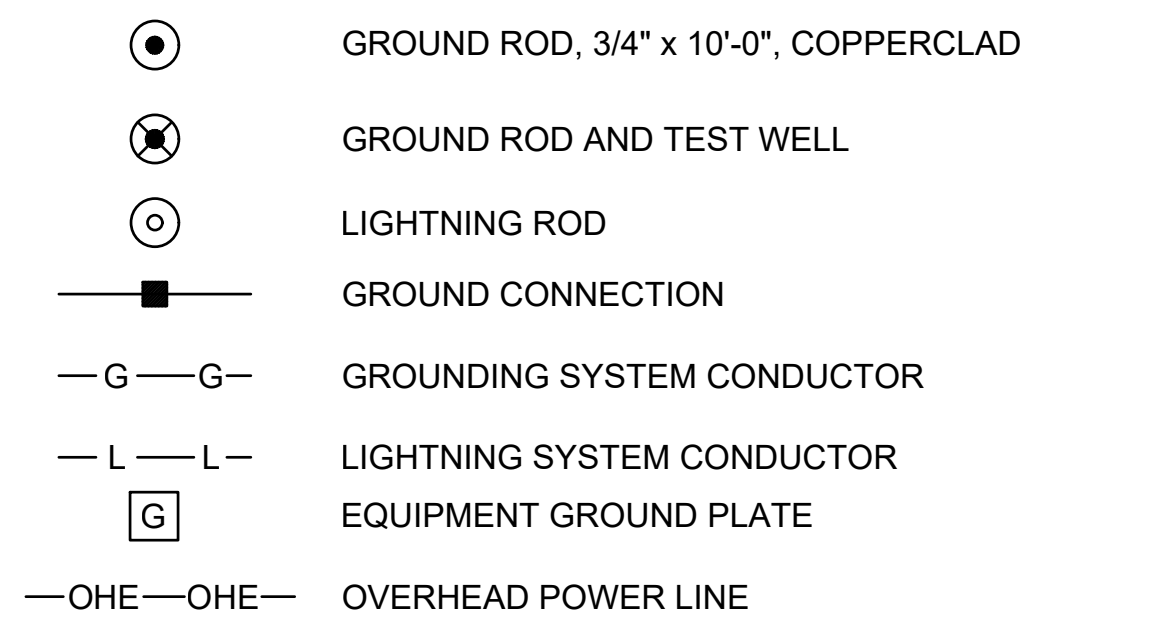 GROUND ROD, 3/4" x 10'-0", COPPERCLAD
GROUND ROD AND TEST WELL
LIGHTNING ROD
GROUND CONNECTION
G G GROUNDING SYSTEM CONDUCTOR
L L LIGHTNING SYSTEM CONDUCTOR
G EQUIPMENT GROUND PLATE
OHE OHE OVERHEAD POWER LINE